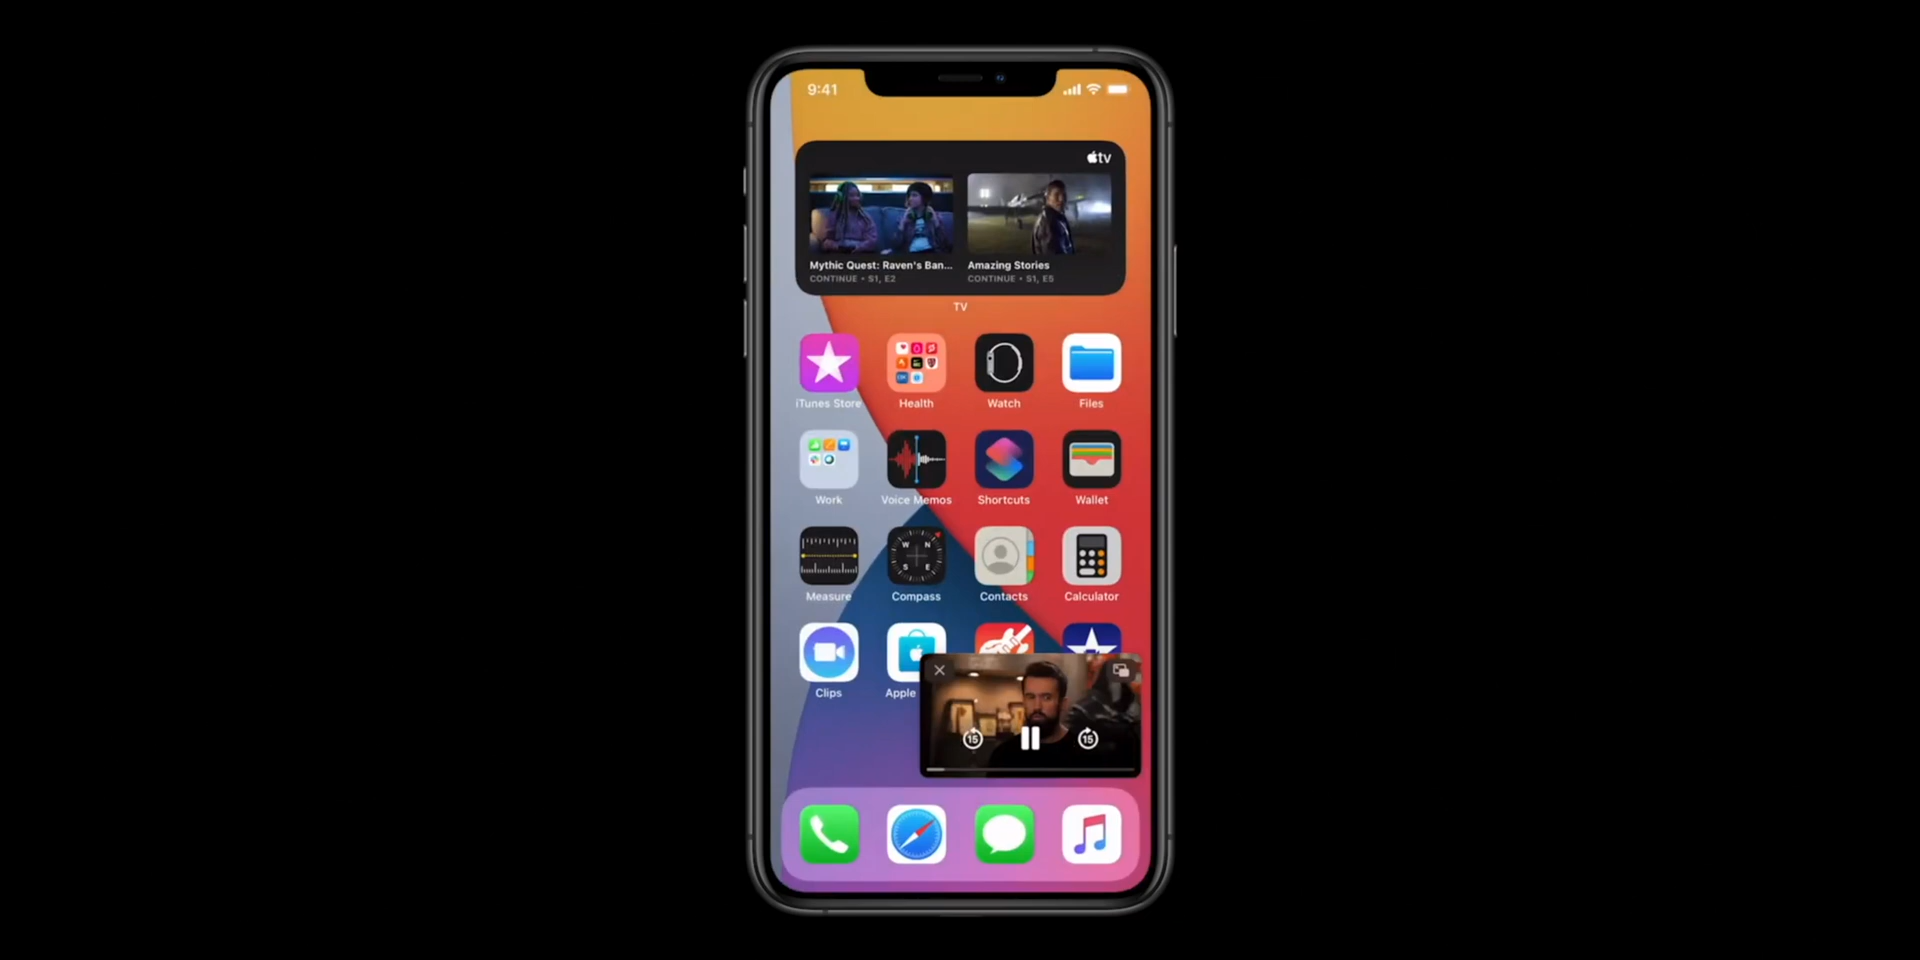 9:41
tv
Mythic Quest: Raven's Ban...
CONTINUE • S1, E2
Amazing Stories
CONTINUE • S1, E5
TV
iTunes Store
Health
Watch
Files
Work
Voice Memos
Shortcuts
Wallet
W N
S E
Measure
Compass
Contacts
Calculator
Clips
Apple
15
15